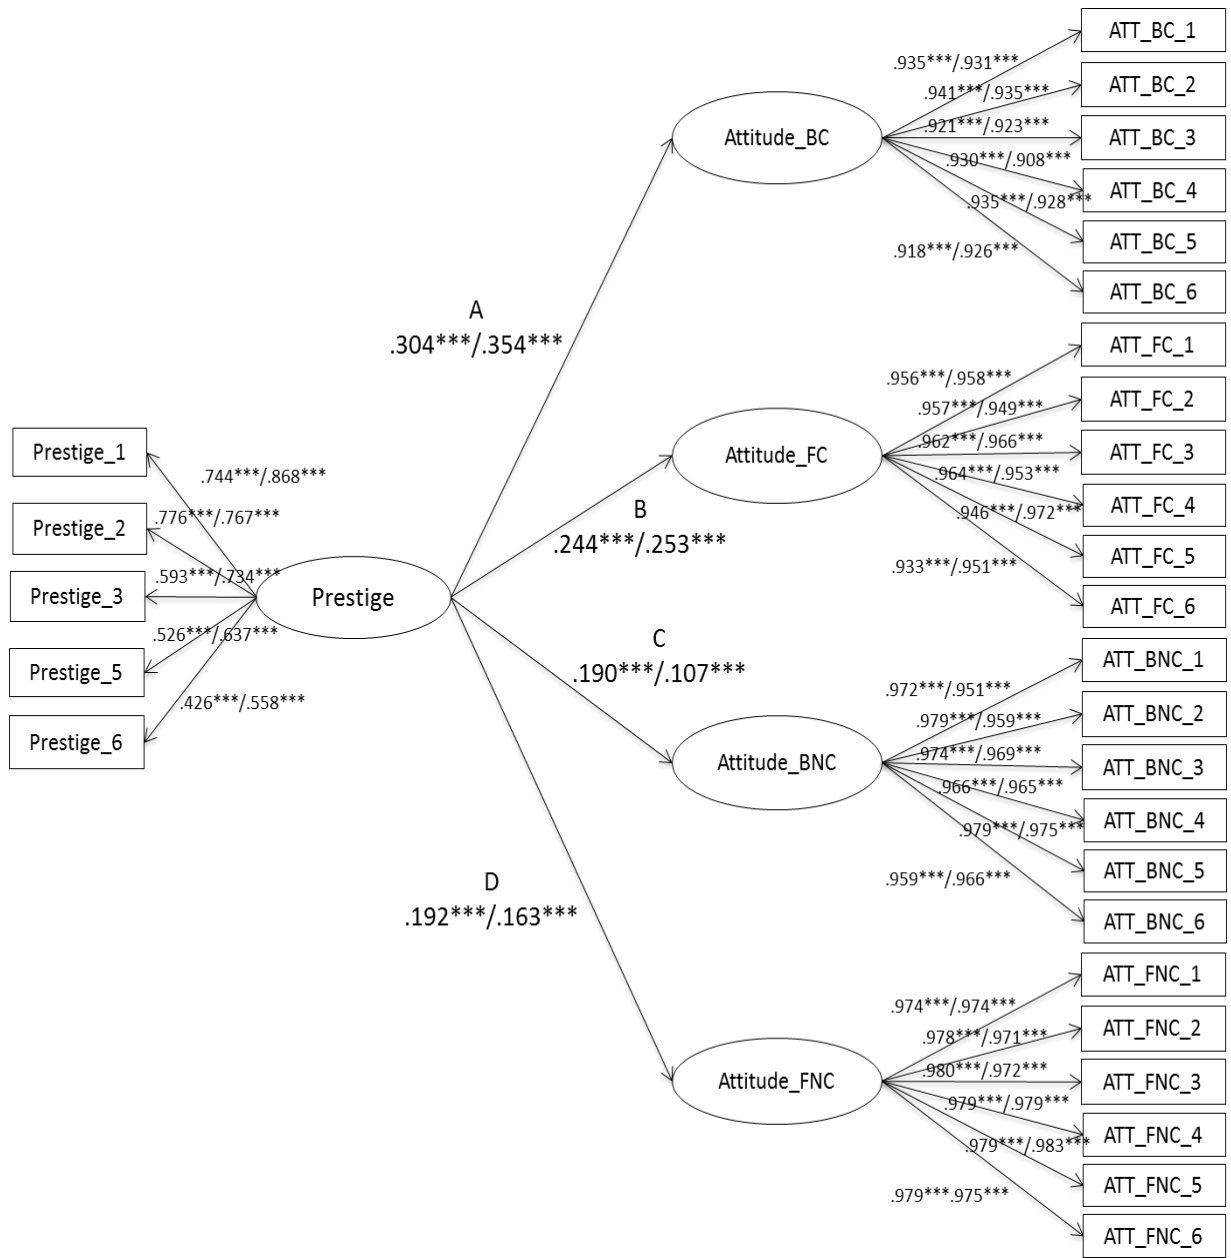 Prestige_1
Prestige_2
Prestige_3
Prestige_5
Prestige_6
.744***/.868***
.776***/.767***
.593***/.734***
.526***/.637***
.426***/.558***
Prestige
A
.304***/.354***
B
.244***/.253***
C
.190***/.107***
D
.192***/.163***
Attitude_BC
.935***/.931***
.941***/.935***
.921***/.923***
.930***/.908***
.935***/.928***
.918***/.926***
ATT_BC_1
ATT_BC_2
ATT_BC_3
ATT_BC_4
ATT_BC_5
ATT_BC_6
Attitude_FC
.956***/.958***
.957***/.949***
.962***/.966***
.964***/.953***
.946***/.972***
.933***/.951***
ATT_FC_1
ATT_FC_2
ATT_FC_3
ATT_FC_4
ATT_FC_5
ATT_FC_6
Attitude_BNC
.972***/.951***
.979***/.959***
.974***/.969***
.966***/.965***
.979***/.975***
.959***/.966***
ATT_BNC_1
ATT_BNC_2
ATT_BNC_3
ATT_BNC_4
ATT_BNC_5
ATT_BNC_6
Attitude_FNC
.974***/.974***
.978***/.971***
.980***/.972***
.979***/.979***
.979***/.983***
.979***.975***
ATT_FNC_1
ATT_FNC_2
ATT_FNC_3
ATT_FNC_4
ATT_FNC_5
ATT_FNC_6